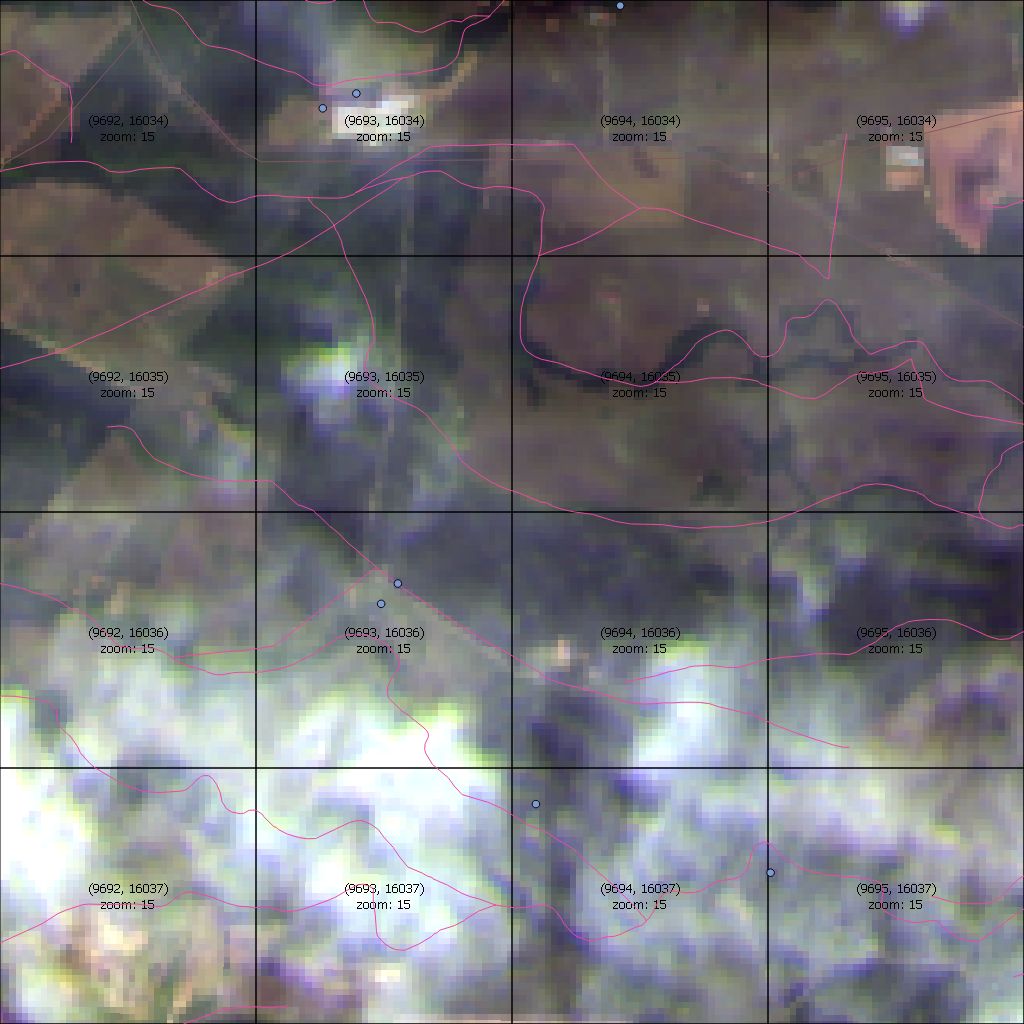 (9692, 16034)
zoom: 15
(9693, 16034)
zoom: 15
(9694, 16034)
zoom: 15
(9695, 16034)
zoom: 15
(9692, 16035)
zoom: 15
(9693, 16035)
zoom: 15
(9694, 16035)
zoom: 15
(9695, 16035)
zoom: 15
(9692, 16036)
zoom: 15
(9693, 16036)
zoom: 15
(9694, 16036)
zoom: 15
(9695, 16036)
zoom: 15
(9692, 16037)
zoom: 15
(9693, 16037)
zoom: 15
(9694, 16037)
zoom: 15
(9695, 16037)
zoom: 15